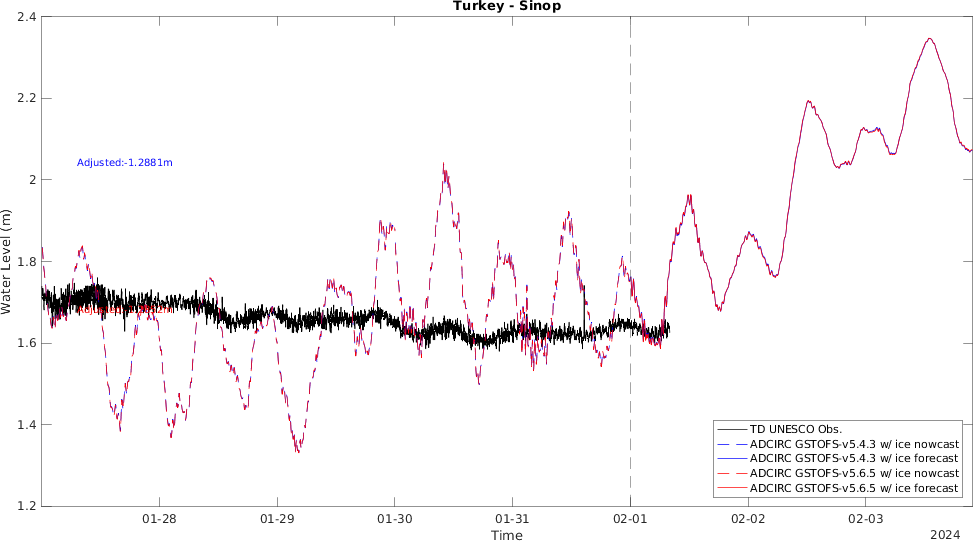 Turkey - Sinop
2.4
2.2
2
1.8
1.6
1.4
1.2
Water Level (m)
Adjusted:-1.2881m
01-28
01-29
01-30
01-31
02-01
02-02
02-03
Time
2024
TD UNESCO Obs.
ADCIRC GSTOFS-v5.4.3 w/ ice nowcast
ADCIRC GSTOFS-v5.4.3 w/ ice forecast
ADCIRC GSTOFS-v5.6.5 w/ ice nowcast
ADCIRC GSTOFS-v5.6.5 w/ ice forecast